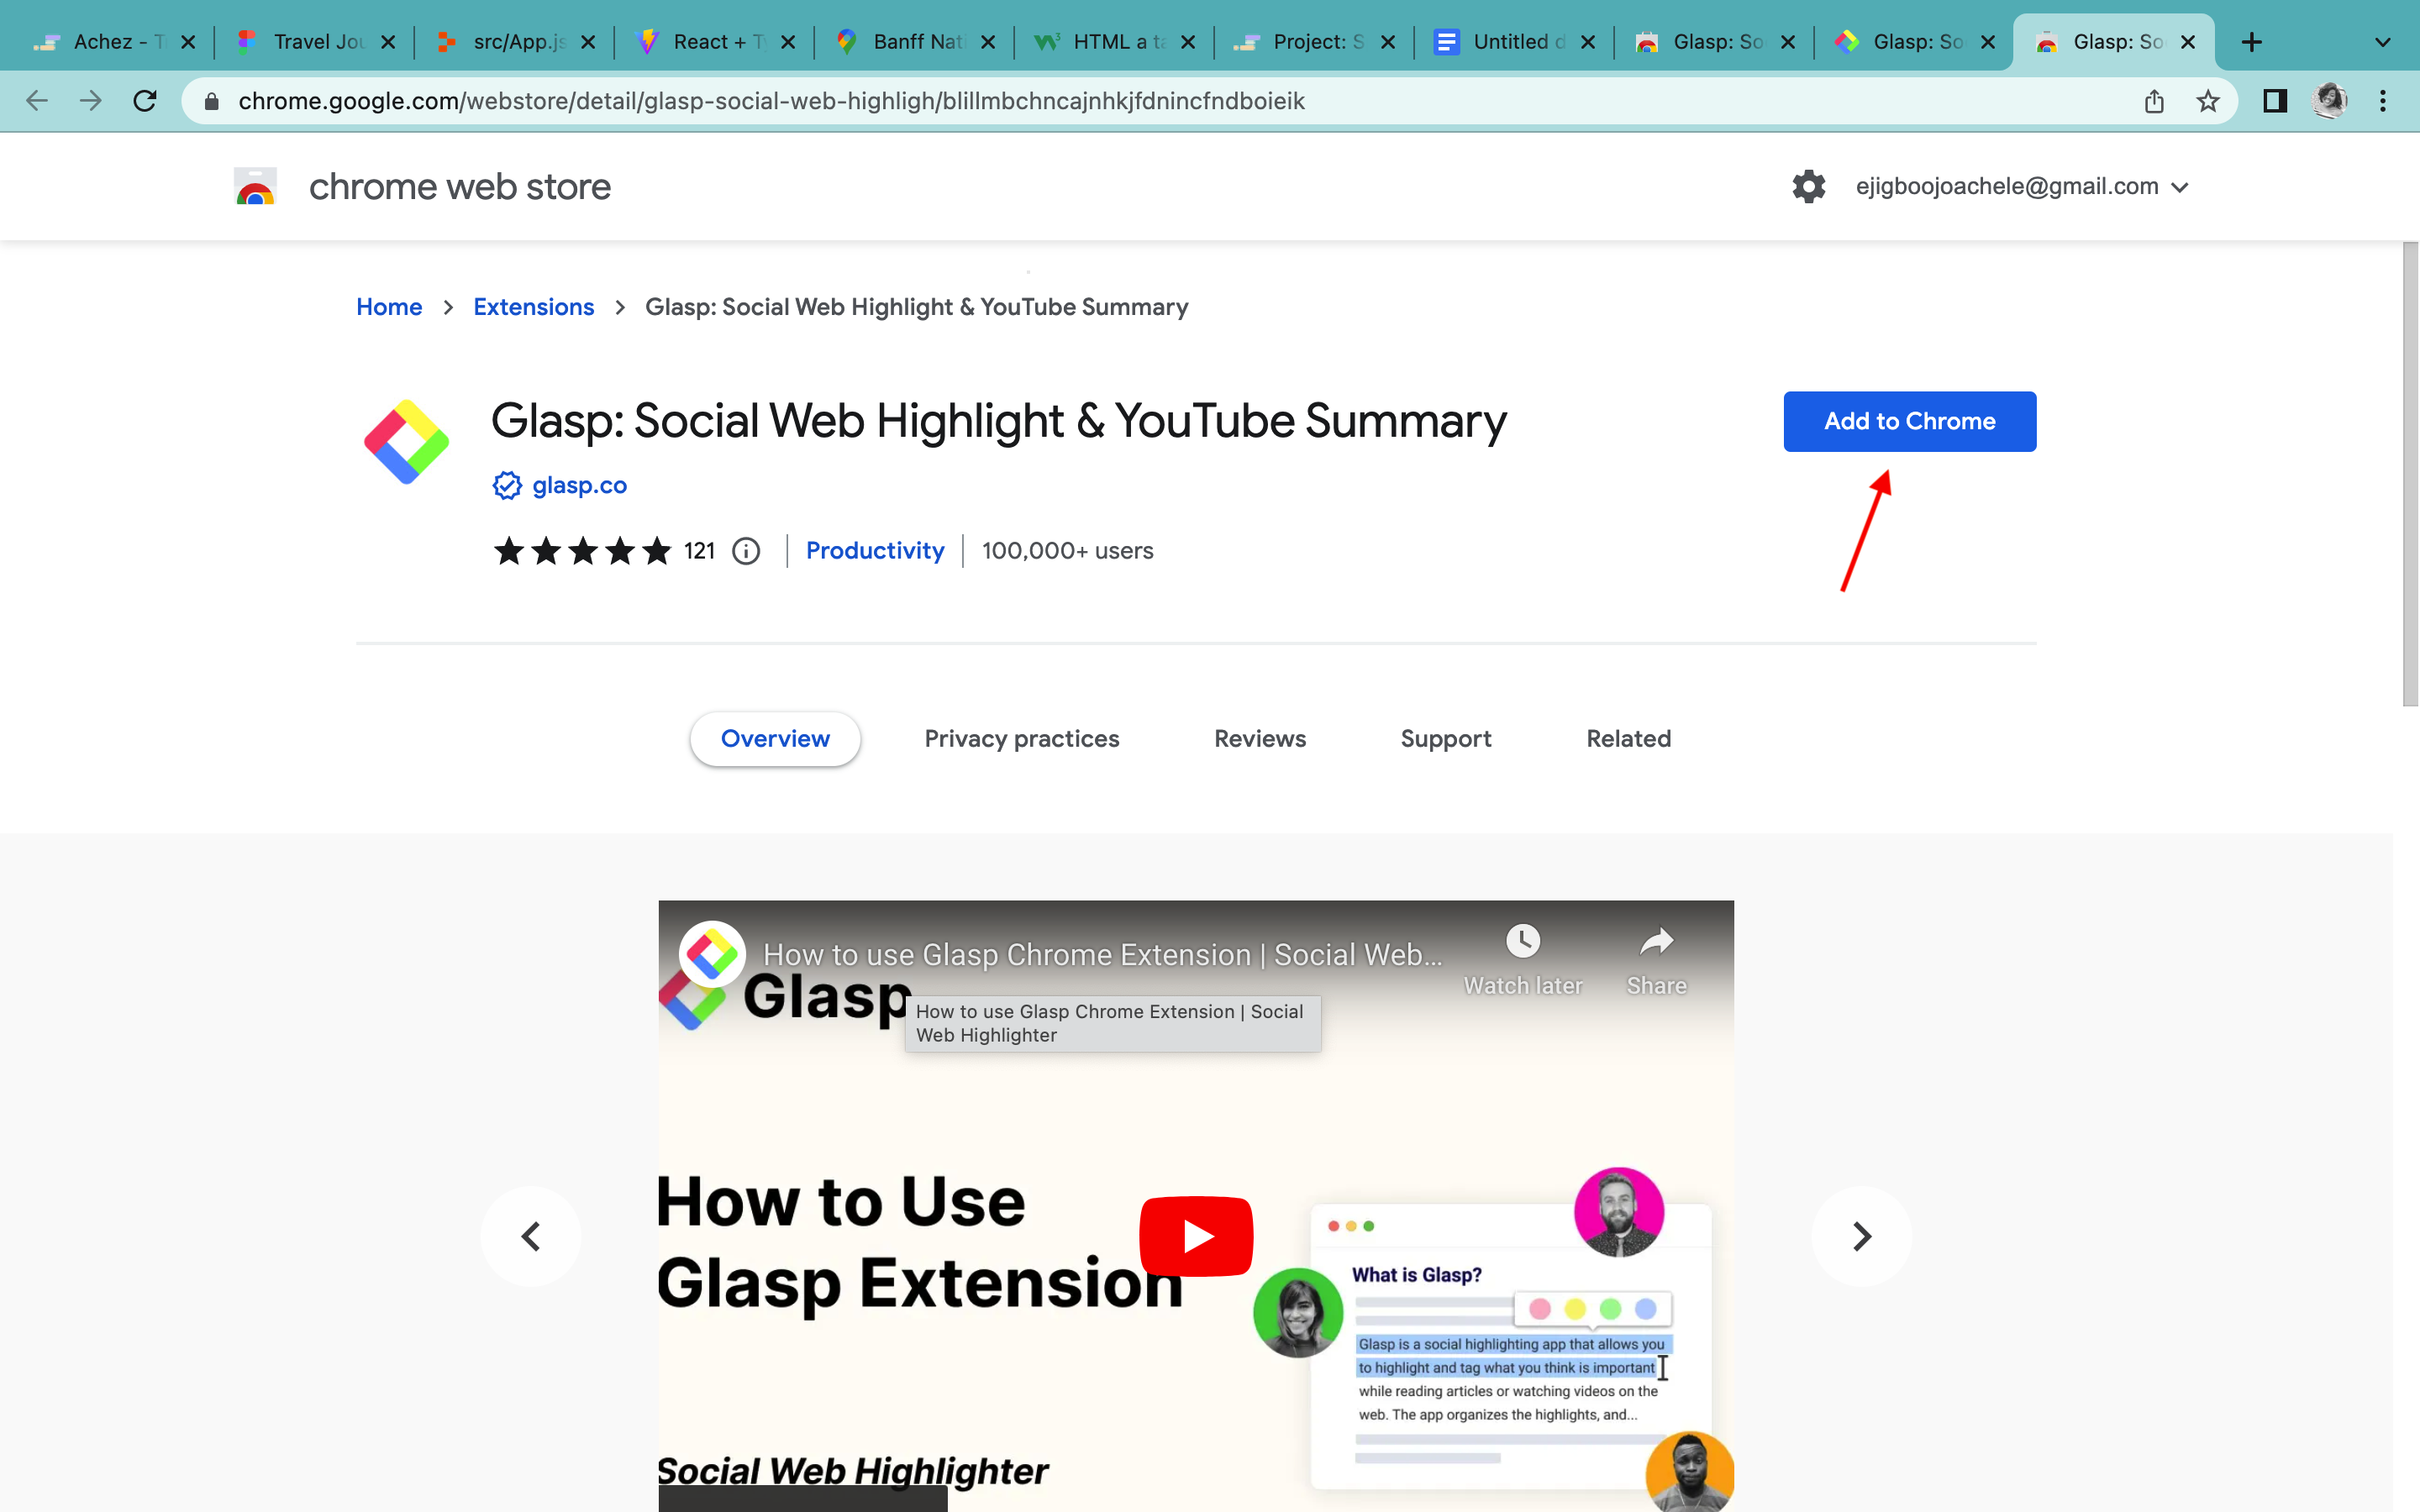 Achez - T
Travel Jou
src/App.js
React + Ty
Banff Nat
HTML a ta
Project: S
Untitled d
Glasp: So
Glasp: So
Glasp: So
chrome.google.com/webstore/detail/glasp-social-web-highligh/blillmbchncajnhkjfdnincfndboieik
chrome web store
ejigboojoachele@gmail.com
Home > Extensions > Glasp: Social Web Highlight & YouTube Summary
Glasp: Social Web Highlight & YouTube Summary
Add to Chrome
glasp.co
121
Productivity
100,000+ users
Overview
Privacy practices
Reviews
Support
Related
How to use Glasp Chrome Extension | Social Web...
Watch later
Share
Glasp
How to use Glasp Chrome Extension | Social
Web Highlighter
How to Use
Glasp Extension
Social Web Highlighter
What is Glasp?
Glasp is a social highlighting app that allows you
to highlight and tag what you think is important
while reading articles or watching videos on the
web. The app organizes the highlights, and...